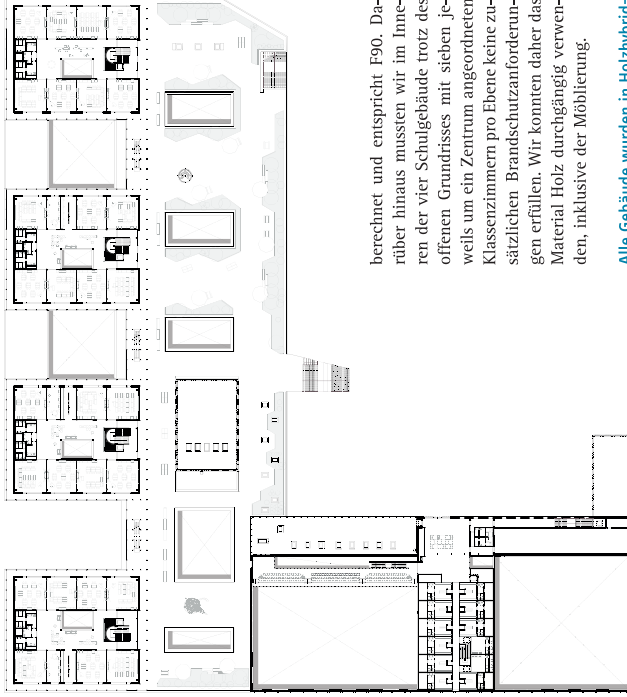 berechnet und entspricht F90. Da-
rüber hinaus mussten wir im Inne-
ren der vier Schulgebäude trotz des
offenen Grundrisses mit sieben je-
weils um ein Zentrum angeordneten
Klassenzimmern pro Ebene keine zu-
sätzlichen Brandschutzanforderun-
gen erfüllen. Wir konnten daher das
Material Holz durchgängig verwen-
den, inklusive der Möblierung.
Alle Gebäude wurden in Holzhybrid-